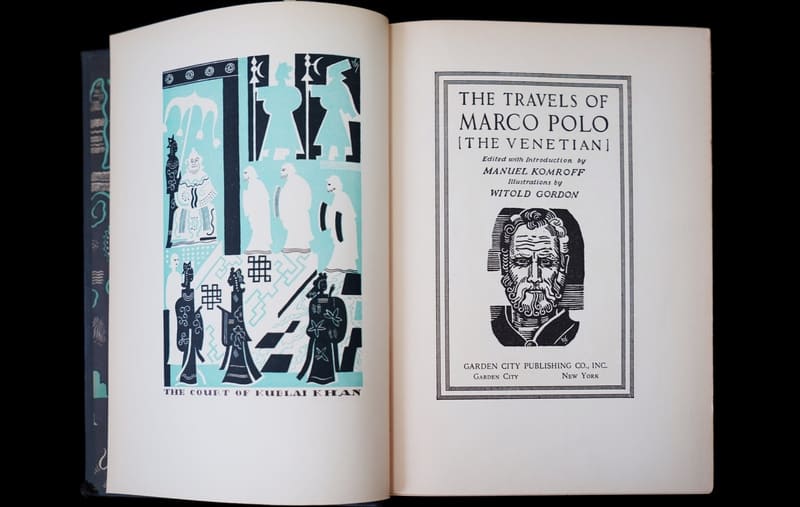 THE COURT OF KUBLAI KHAN
THE TRAVELS OF
MARCO POLO
[THE VENETIAN]
Edited with Introduction by
MANUEL KOMROFF
Illustrations by
WITOLD GORDON
GARDEN CITY PUBLISHING CO., INC.
GARDEN CITY NEW YORK